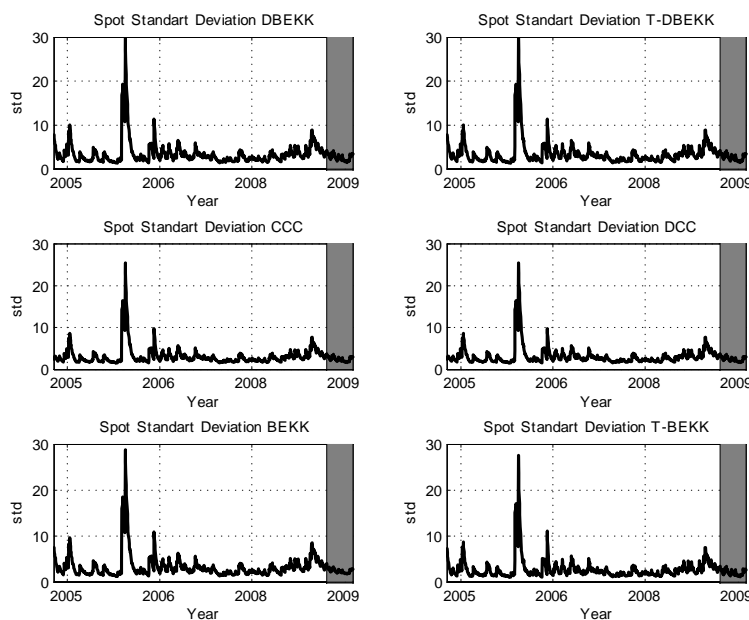 Spot Standart Deviation DBEKK
30
20
10
0
std
2005
2006
2008
2009
Year
Spot Standart Deviation T-DBEKK
30
20
10
0
std
2005
2006
2008
2009
Year
Spot Standart Deviation CCC
30
20
10
0
std
2005
2006
2008
2009
Year
Spot Standart Deviation DCC
30
20
10
0
std
2005
2006
2008
2009
Year
Spot Standart Deviation BEKK
30
20
10
0
std
2005
2006
2008
2009
Year
Spot Standart Deviation T-BEKK
30
20
10
0
std
2005
2006
2008
2009
Year